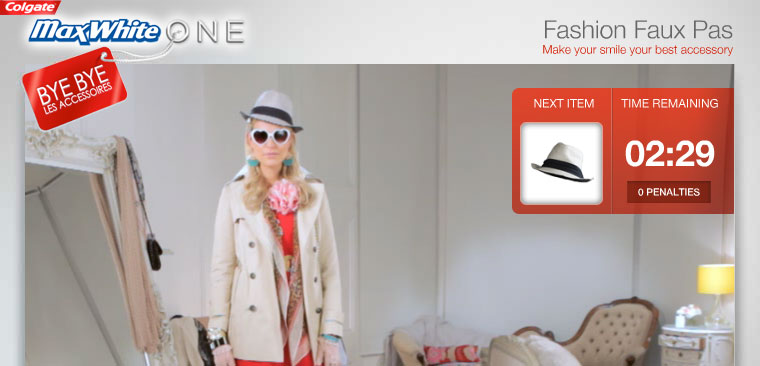 Colgate
MaxWhite ONE
Fashion Faux Pas
Make your smile your best accessory
BYE BYE
LES ACCESSOIRES
NEXT ITEM
TIME REMAINING
02:29
0 PENALTIES